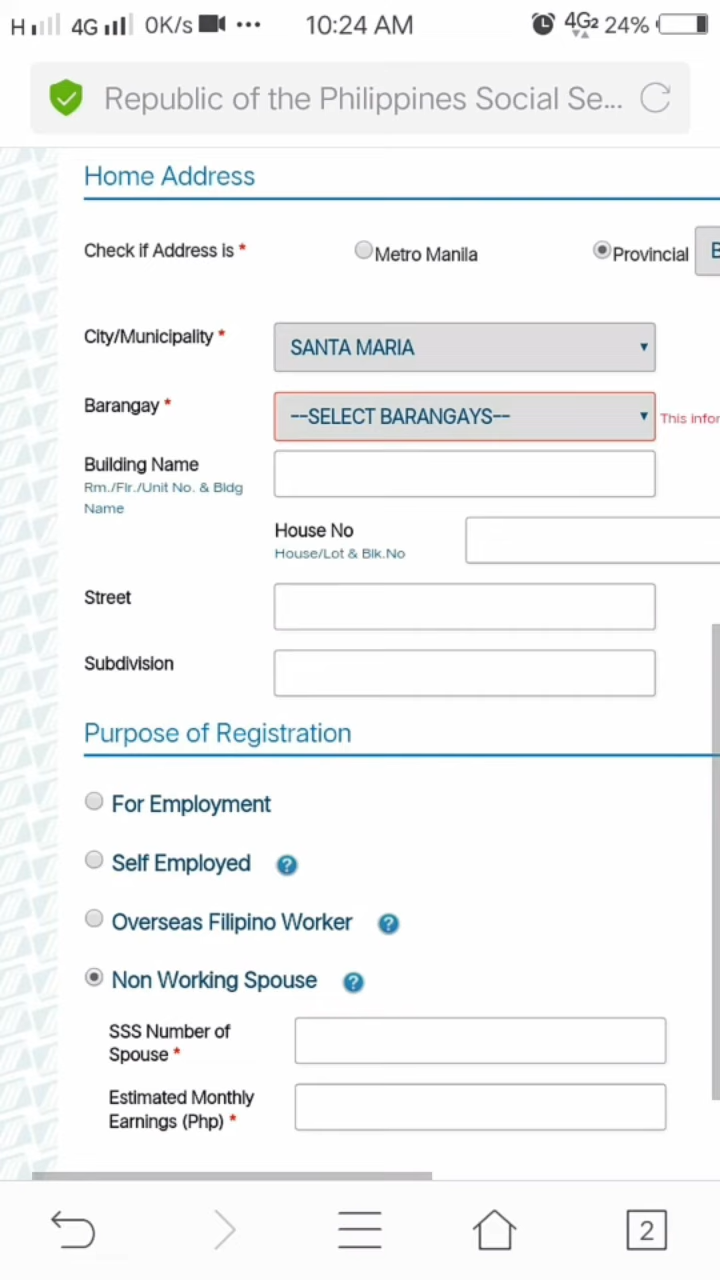 H 4G 0K/s ••• 10:24 AM 4G2 24%
Republic of the Philippines Social Se...
Home Address
Check if Address is * Metro Manila Provincial B
City/Municipality * SANTA MARIA
Barangay * --SELECT BARANGAYS-- This infor
Building Name
Rm./Flr./Unit No. & Bldg
Name
House No
House/Lot & Blk.No
Street
Subdivision
Purpose of Registration
For Employment
Self Employed ?
Overseas Filipino Worker ?
Non Working Spouse ?
SSS Number of
Spouse *
Estimated Monthly
Earnings (Php) *
2